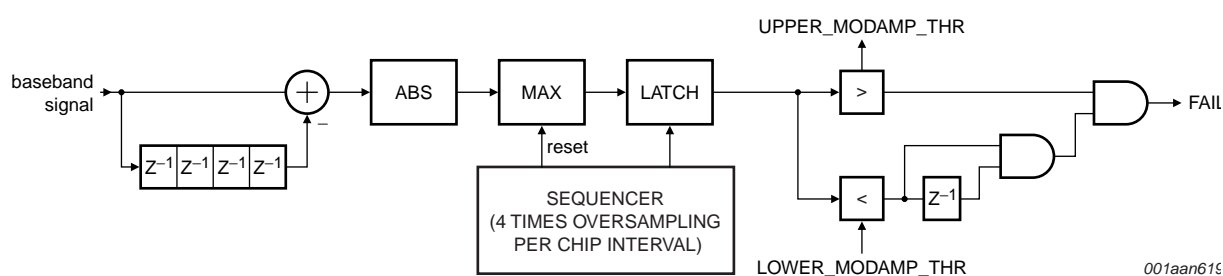 UPPER_MODAMP_THR
baseband
signal
+
−
ABS
MAX
LATCH
>
FAIL
Z−1 Z−1 Z−1 Z−1
reset
SEQUENCER
(4 TIMES OVERSAMPLING
PER CHIP INTERVAL)
<
Z−1
LOWER_MODAMP_THR
001aan619